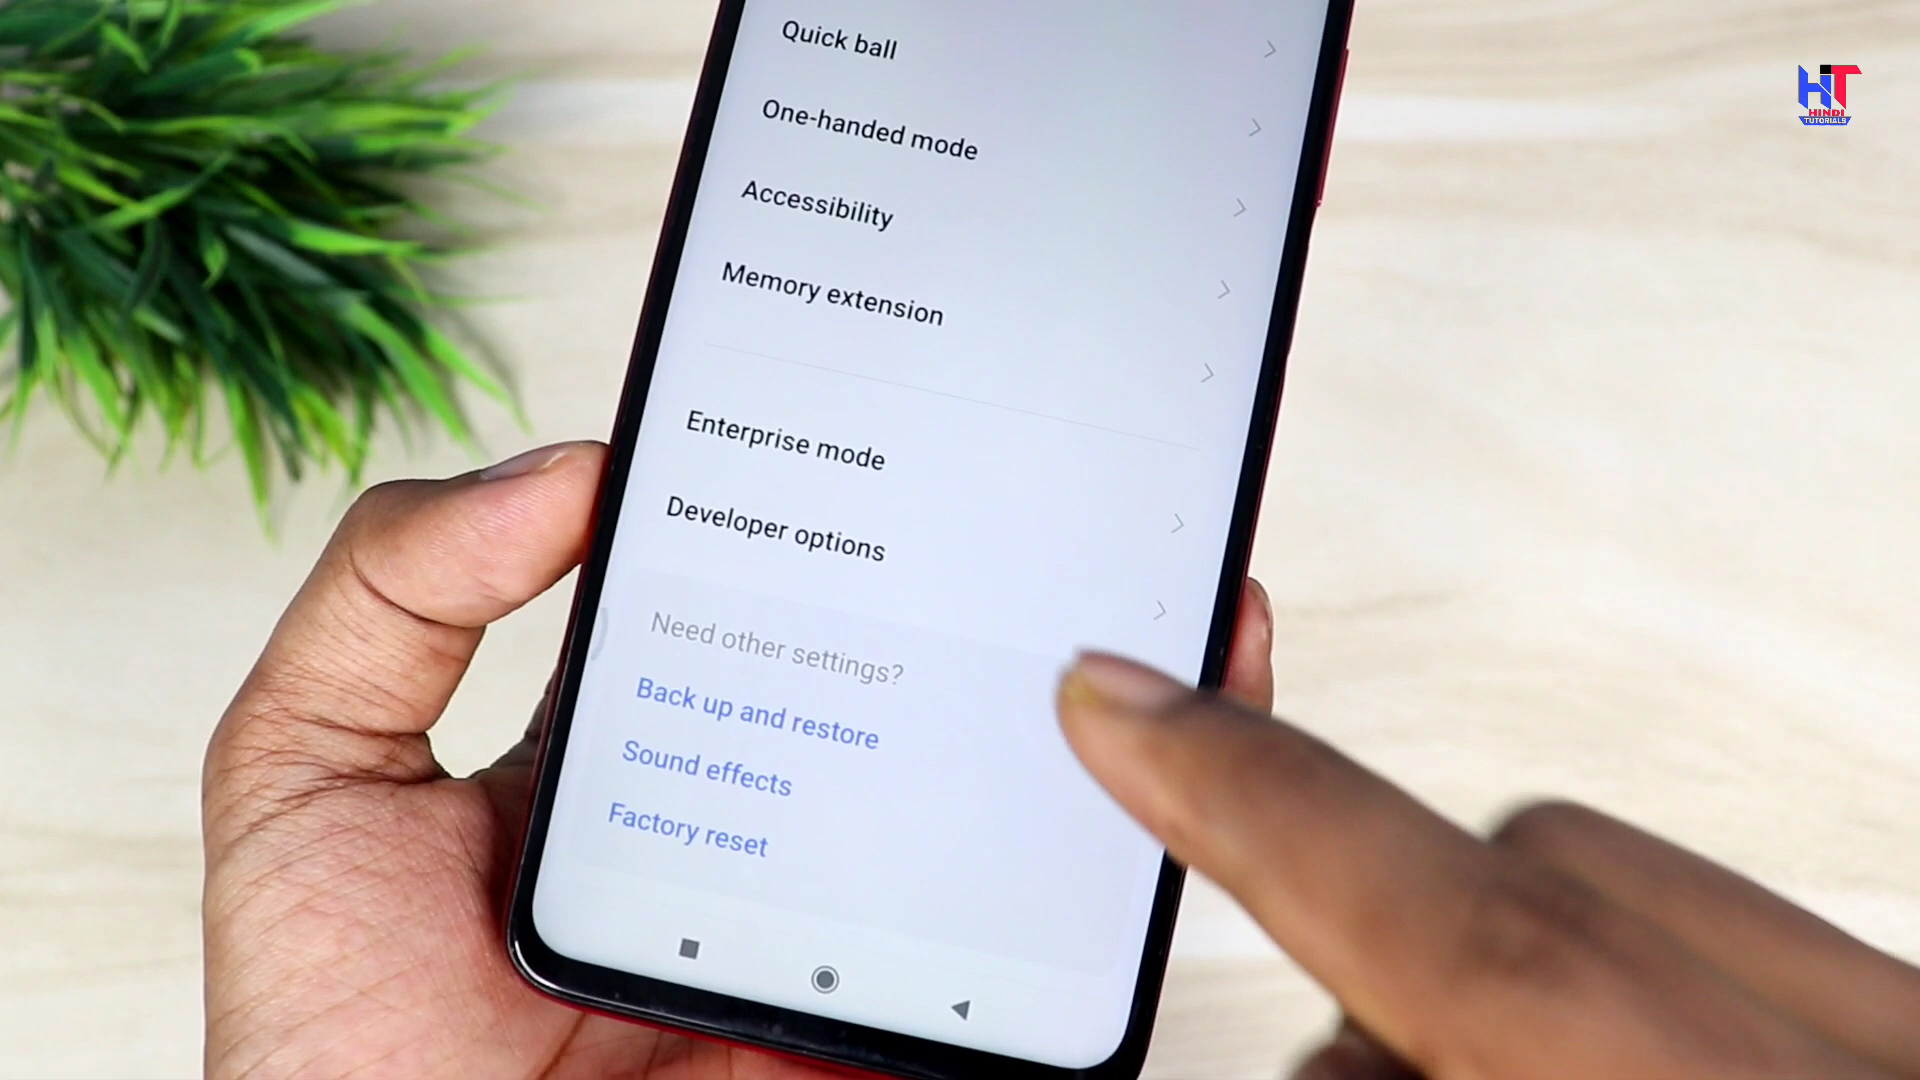 Quick ball
One-handed mode
Accessibility
Memory extension
Enterprise mode
Developer options
Need other settings?
Back up and restore
Sound effects
Factory reset
HT
HINDI
TUTORIALS